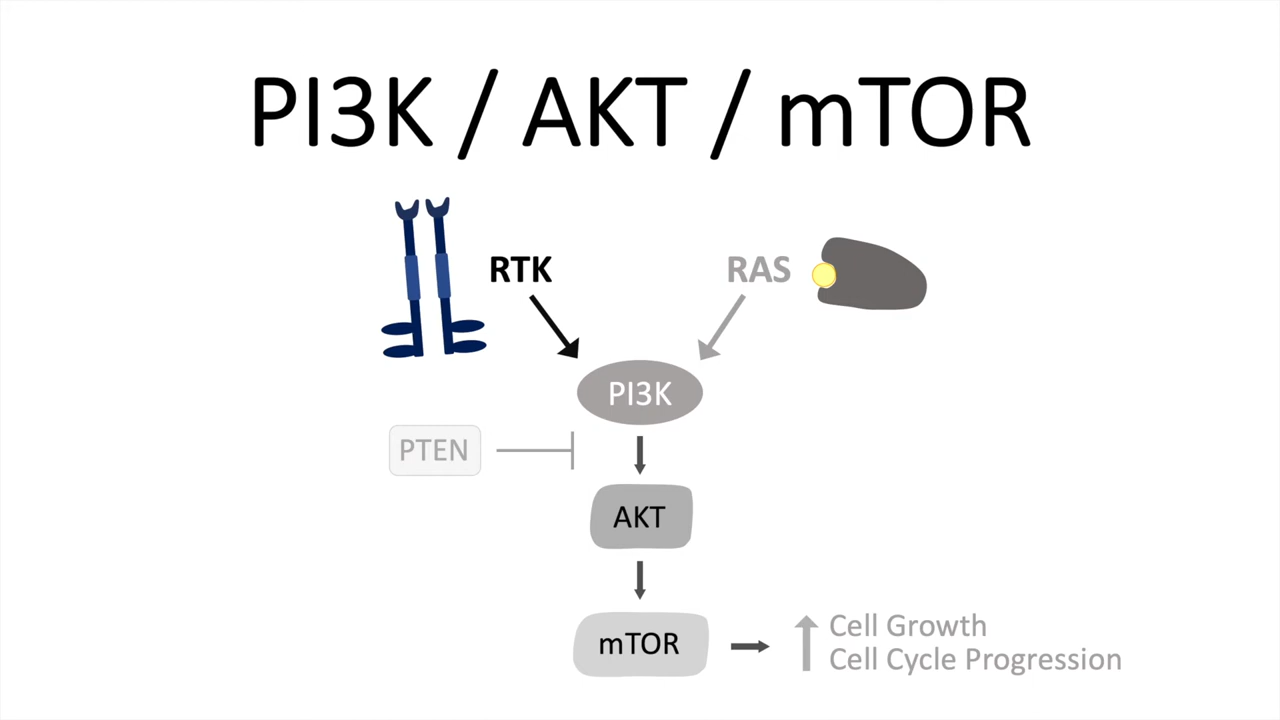 PI3K / AKT / mTOR
RTK
RAS
PI3K
PTEN
AKT
mTOR
Cell Growth
Cell Cycle Progression